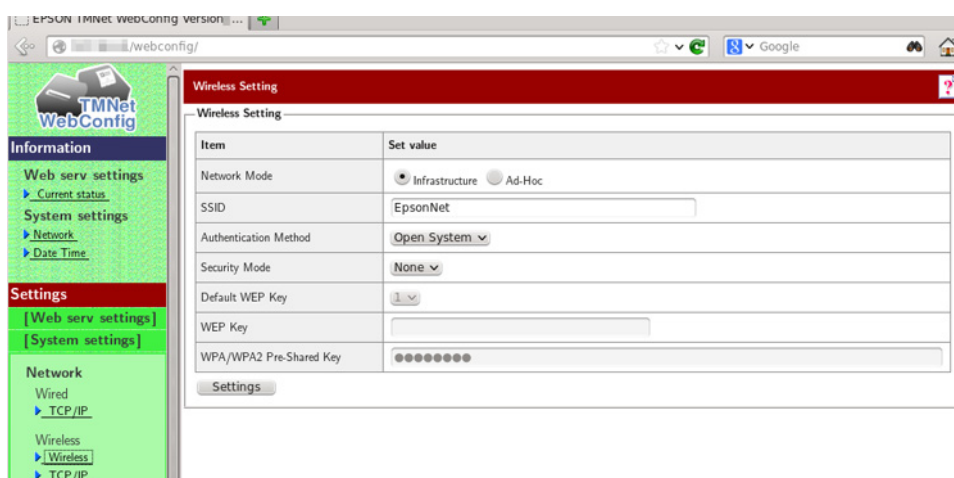 EPSON TMNet WebConfig Version ...
/webconfig/
Google
TMNet
WebConfig
Information
Web serv settings
Current status
System settings
Network
Date Time
Settings
[Web serv settings]
[System settings]
Network
Wired
TCP/IP
Wireless
Wireless
TCP/IP
Wireless Setting
?
Wireless Setting
Item Set value
Network Mode Infrastructure Ad-Hoc
SSID EpsonNet
Authentication Method Open System
Security Mode None
Default WEP Key 1
WEP Key
WPA/WPA2 Pre-Shared Key ●●●●●●●●
Settings